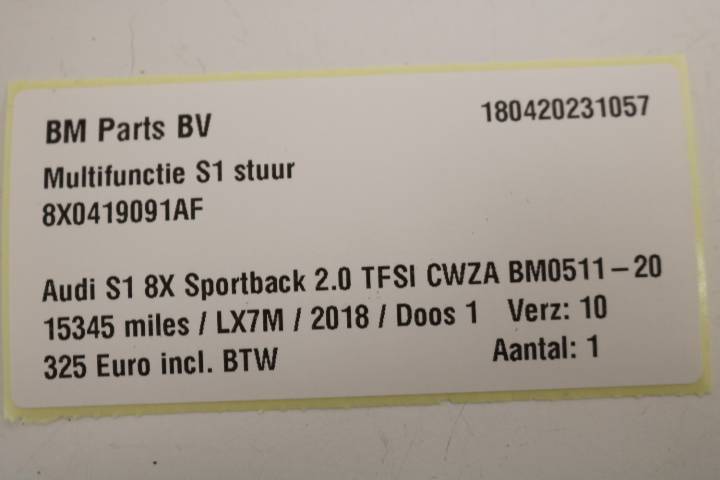 BM Parts BV 180420231057
Multifunctie S1 stuur
8X0419091AF
Audi S1 8X Sportback 2.0 TFSI CWZA BM0511-20
15345 miles / LX7M / 2018 / Doos 1 Verz: 10
325 Euro incl. BTW Aantal: 1